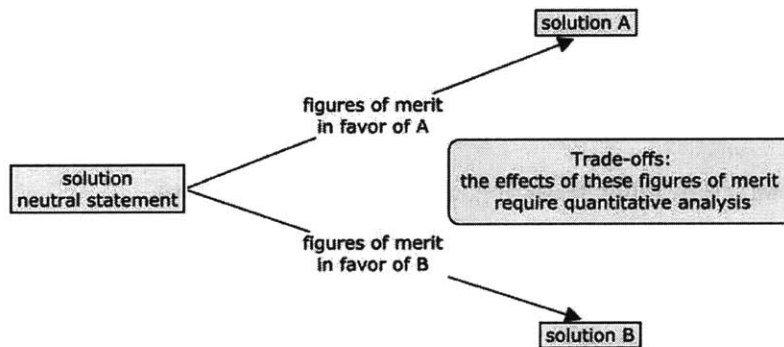 solution A
figures of merit
in favor of A
Trade-offs:
the effects of these figures of merit
require quantitative analysis
solution
neutral statement
figures of merit
in favor of B
solution B